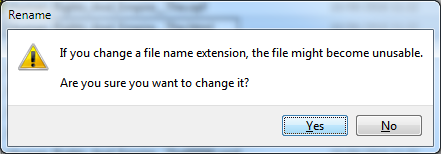 Rename
If you change a file name extension, the file might become unusable.
Are you sure you want to change it?
Yes No